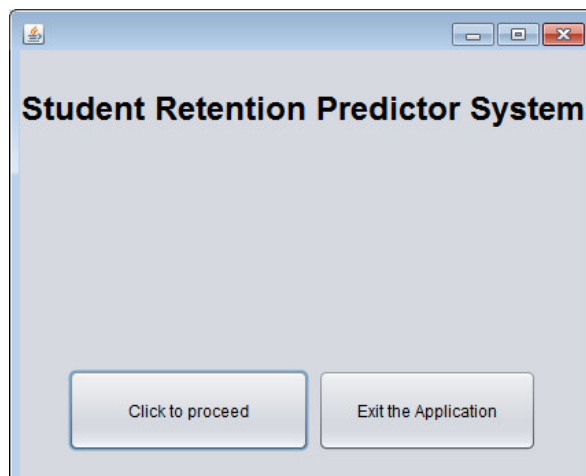 Student Retention Predictor System
Click to proceed
Exit the Application